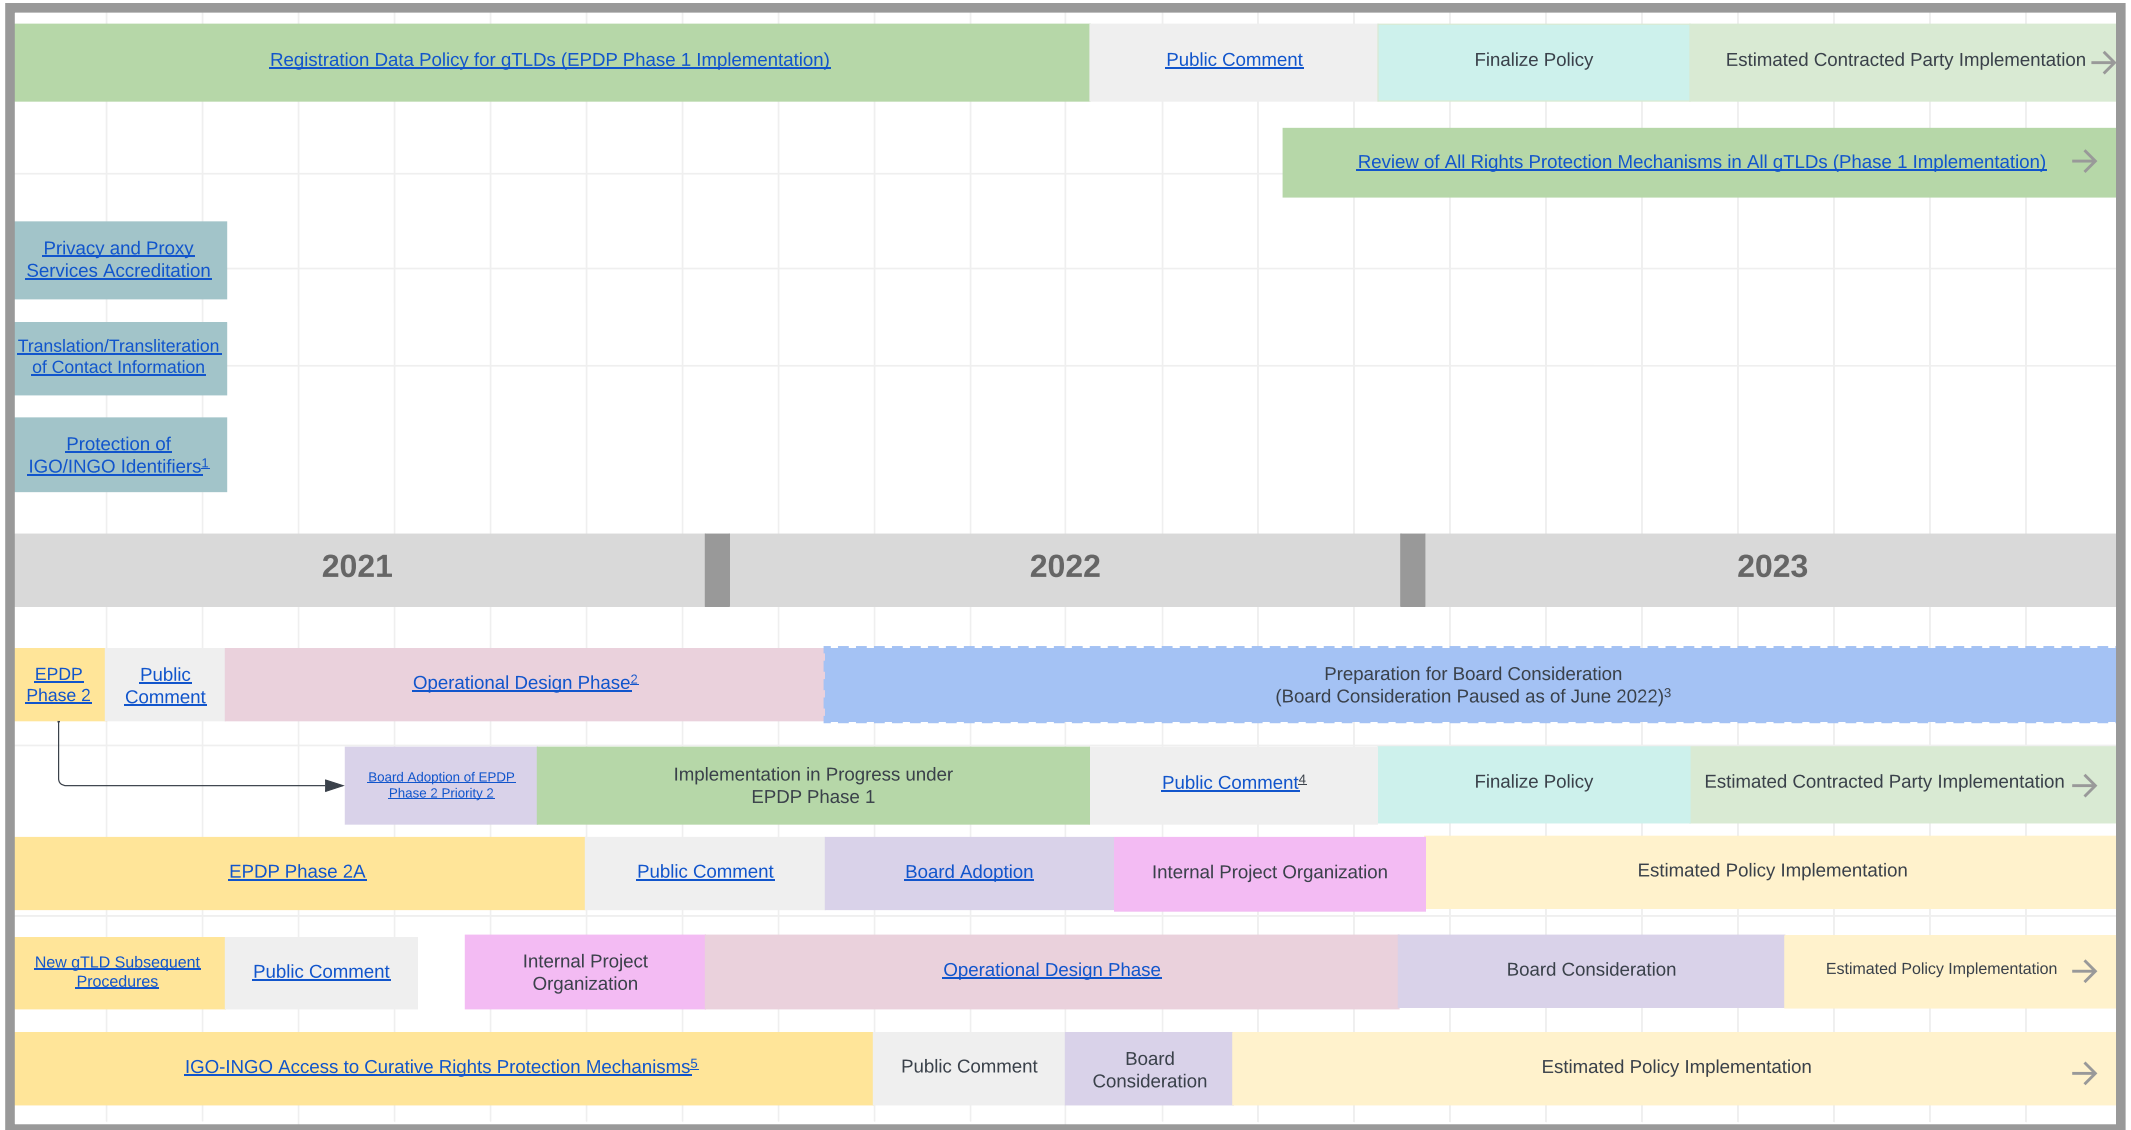 Registration Data Policy for gTLDs (EPDP Phase 1 Implementation)
Public Comment
Finalize Policy
Estimated Contracted Party Implementation
Review of All Rights Protection Mechanisms in All gTLDs (Phase 1 Implementation)
Privacy and Proxy
Services Accreditation
Translation/Transliteration
of Contact Information
Protection of
IGO/INGO Identifiers1
2021
2022
2023
EPDP
Phase 2
Public
Comment
Operational Design Phase2
Preparation for Board Consideration
(Board Consideration Paused as of June 2022)3
Board Adoption of EPDP
Phase 2 Priority 2
Implementation in Progress under
EPDP Phase 1
Public Comment4
Finalize Policy
Estimated Contracted Party Implementation
EPDP Phase 2A
Public Comment
Board Adoption
Internal Project Organization
Estimated Policy Implementation
New gTLD Subsequent
Procedures
Public Comment
Internal Project
Organization
Operational Design Phase
Board Consideration
Estimated Policy Implementation
IGO-INGO Access to Curative Rights Protection Mechanisms5
Public Comment
Board
Consideration
Estimated Policy Implementation